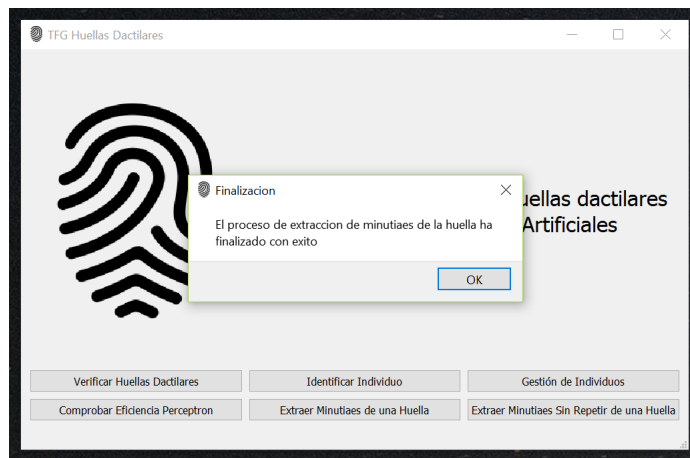 TFG Huellas Dactilares
Finalizacion
El proceso de extraccion de minutiaes de la huella ha
finalizado con exito
OK
dactilares
Artificiales
Verificar Huellas Dactilares
Identificar Individuo
Gestión de Individuos
Comprobar Eficiencia Perceptron
Extraer Minutiaes de una Huella
Extraer Minutiaes Sin Repetir de una Huella